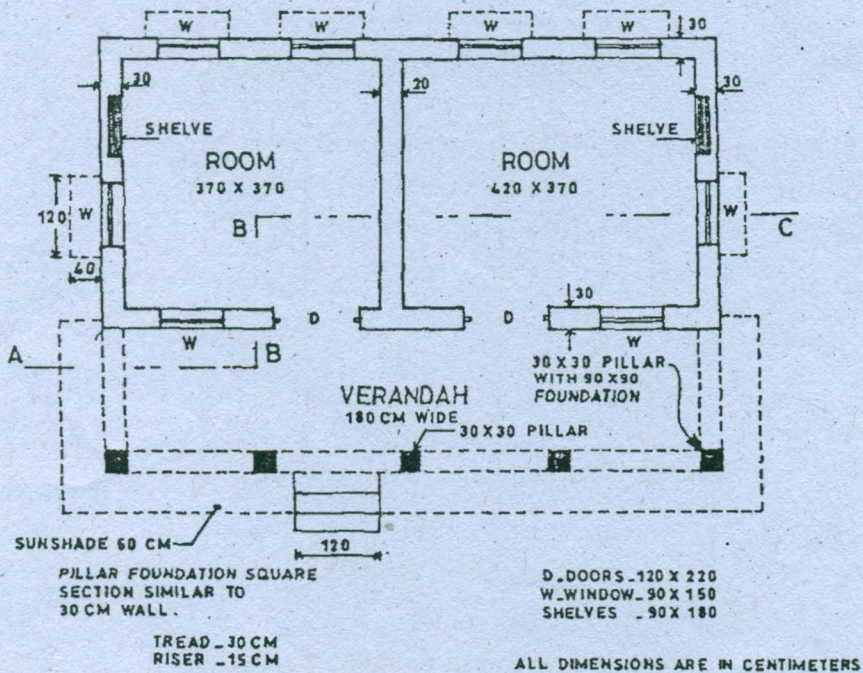 W W W W
30
30 20 30
SHELVE SHELVE
ROOM ROOM
370 X 370 420 X 370
120 W W
B C
40
30
D D
W W
A B
30 X 30 PILLAR
WITH 90 X 90
FOUNDATION
VERANDAH
180 CM WIDE
30 X 30 PILLAR
SUNSHADE 60 CM
120
PILLAR FOUNDATION SQUARE
SECTION SIMILAR TO
30 CM WALL.
D_DOORS_120 X 220
W_WINDOW_90 X 150
SHELVES _90 X 180
TREAD_30 CM
RISER _15 CM
ALL DIMENSIONS ARE IN CENTIMETERS